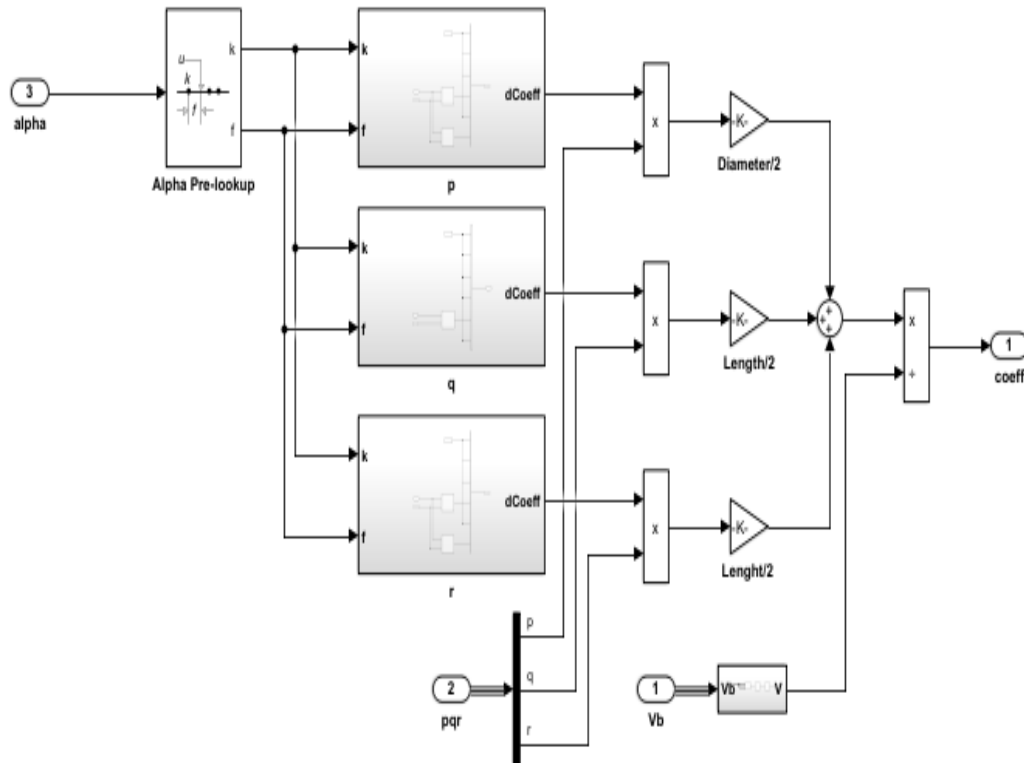 3
alpha
u
k
f
k
f
Alpha Pre-lookup
k
f
dCoeff
p
k
f
dCoeff
q
k
f
dCoeff
r
x
-K-
Diameter/2
x
-K-
Length/2
x
-K-
Lenght/2
+
+
+
x
÷
1
coeff
2
pqr
p
q
r
1
Vb
Vb
V